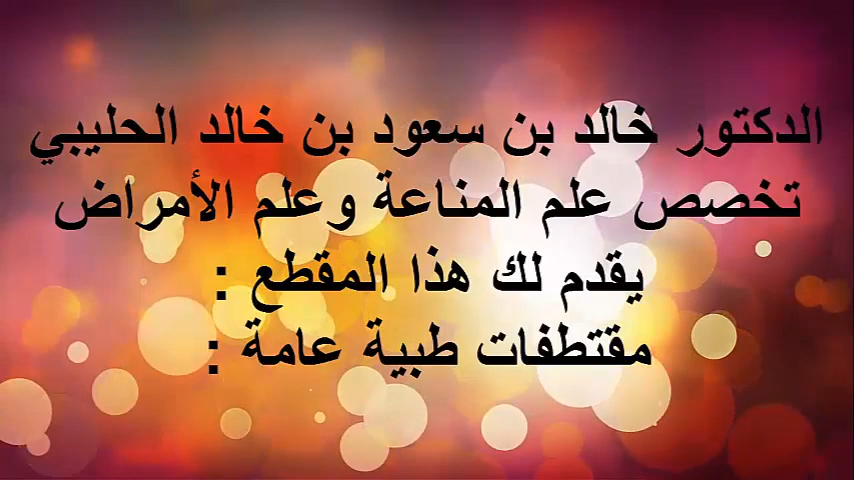 الدكتور خالد بن سعود بن خالد الحليبي
تخصص علم المناعة وعلم الأمراض
يقدم لك هذا المقطع :
مقتطفات طبية عامة :